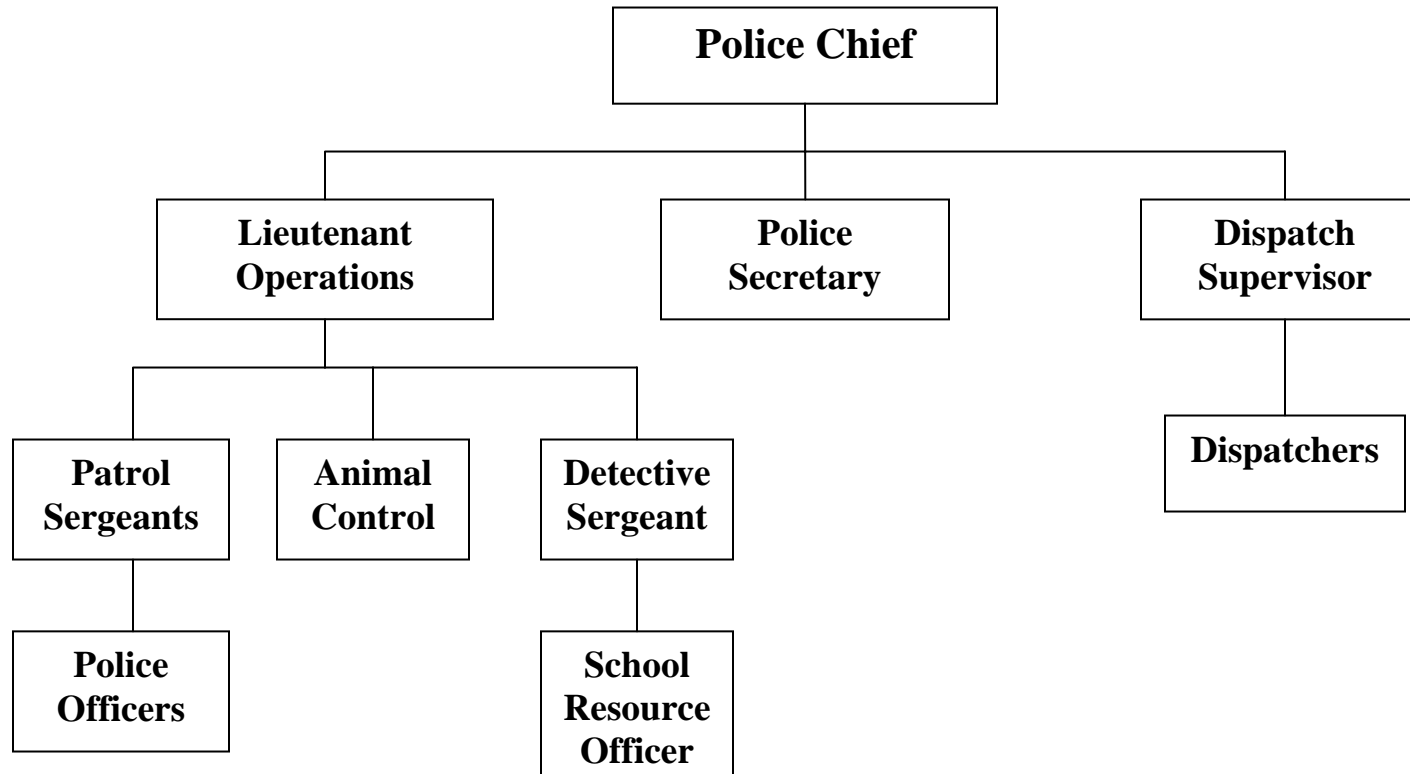 Police Chief
Lieutenant
Operations
Police
Secretary
Dispatch
Supervisor
Patrol
Sergeants
Animal
Control
Detective
Sergeant
Dispatchers
Police
Officers
School
Resource
Officer